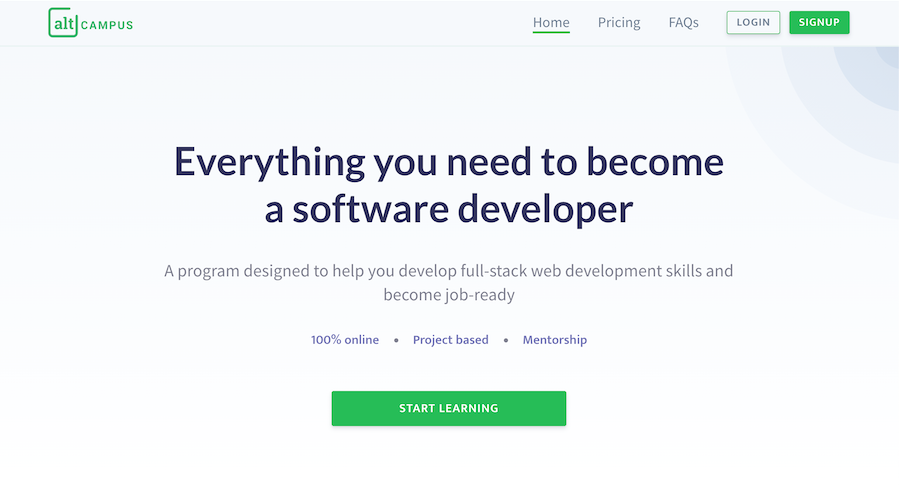 alt CAMPUS
Home Pricing FAQs LOGIN SIGNUP
Everything you need to become
a software developer
A program designed to help you develop full-stack web development skills and
become job-ready
100% online • Project based • Mentorship
START LEARNING